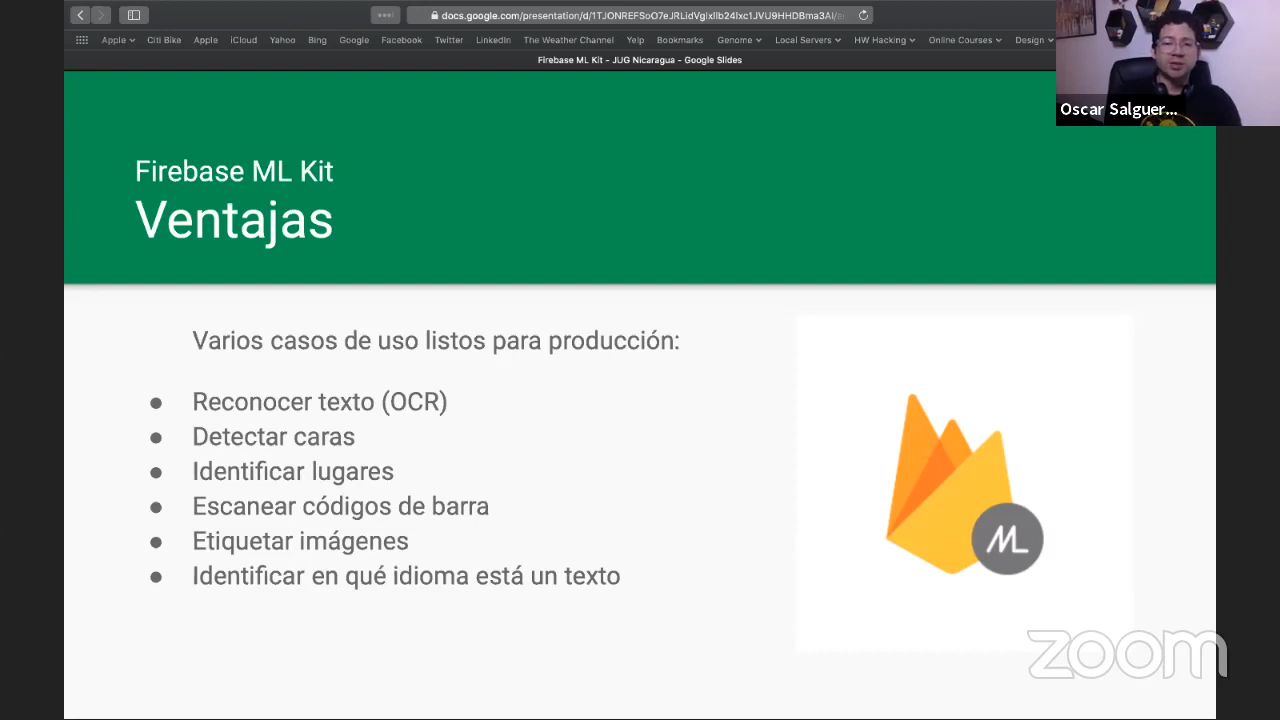 docs.google.com/presentation/d/
Apple Citi Bike Apple iCloud Yahoo Bing Google Facebook Twitter LinkedIn The Weather Channel Yelp Bookmarks Genome Local Servers HW Hacking Online Courses Design
Firebase ML Kit - JUG Nicaragua - Google Slides
Oscar Salguer...
Firebase ML Kit
Ventajas
Varios casos de uso listos para producción:
● Reconocer texto (OCR)
● Detectar caras
● Identificar lugares
● Escanear códigos de barra
● Etiquetar imágenes
● Identificar en qué idioma está un texto
ML
zoom